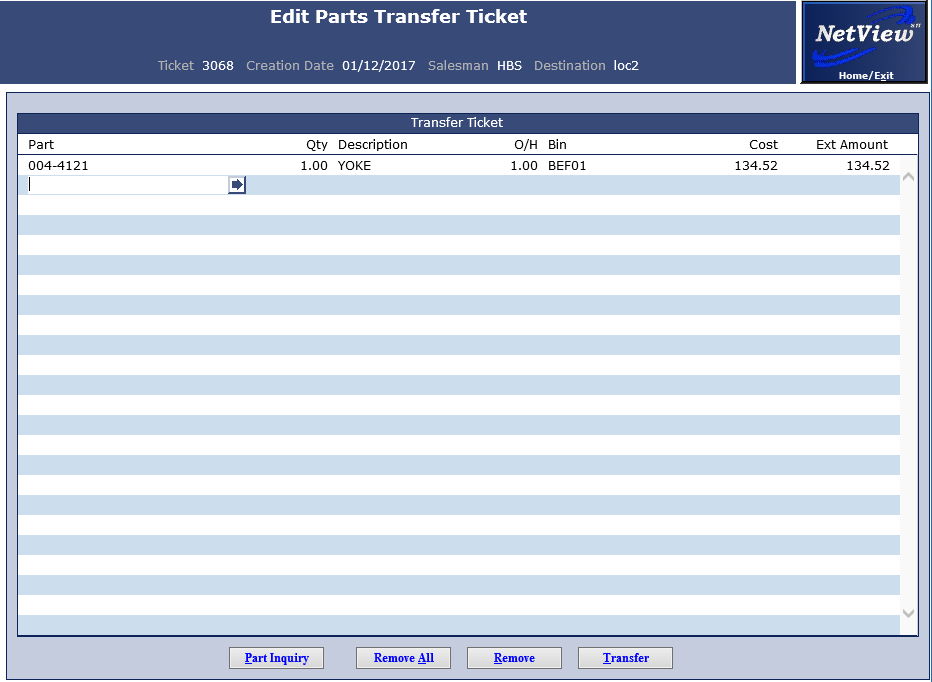 Edit Parts Transfer Ticket
Ticket 3068 Creation Date 01/12/2017 Salesman HBS Destination loc2
NetView
Home/Exit
Transfer Ticket
Part Qty Description O/H Bin Cost Ext Amount
004-4121 1.00 YOKE 1.00 BEF01 134.52 134.52
Part Inquiry Remove All Remove Transfer